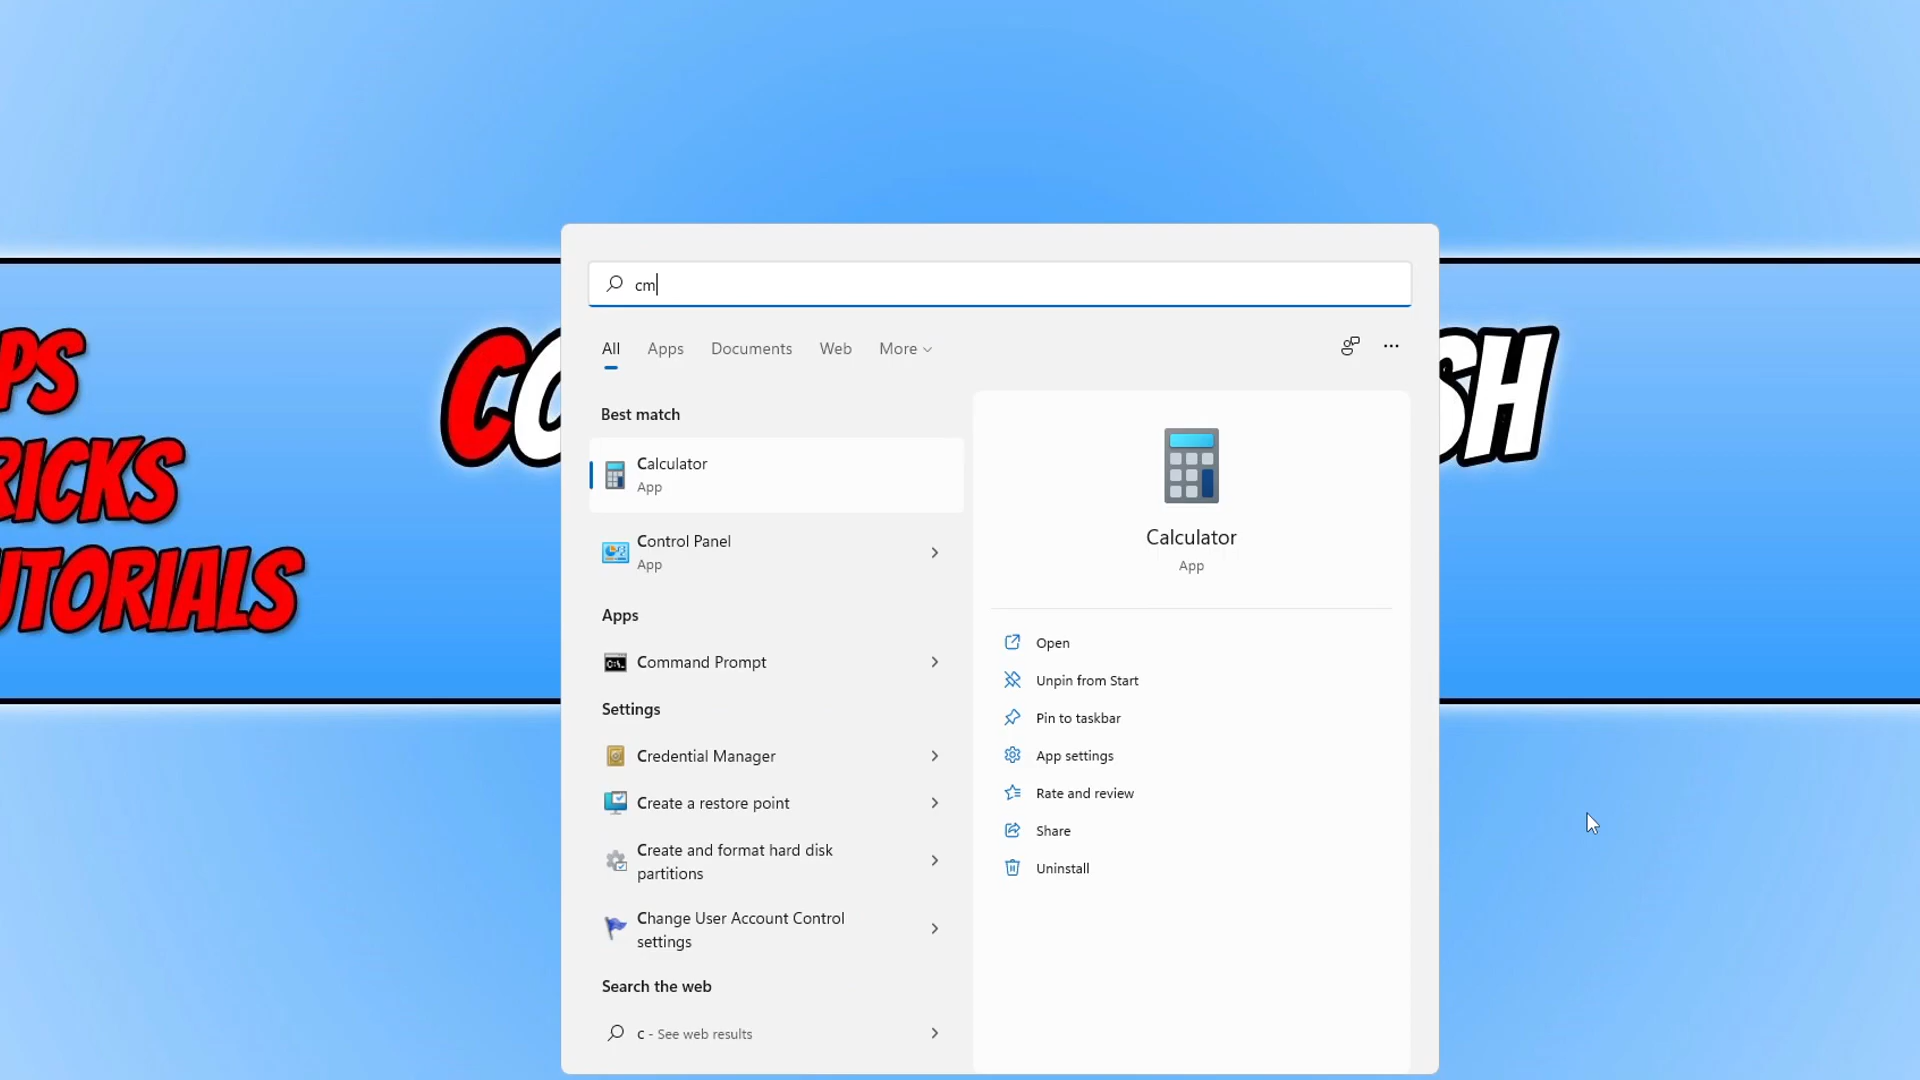 cm
All Apps Documents Web More
Best match
Calculator
App
Control Panel
App
Apps
Command Prompt
Settings
Credential Manager
Create a restore point
Create and format hard disk
partitions
Change User Account Control
settings
Search the web
c - See web results
Calculator
App
Open
Unpin from Start
Pin to taskbar
App settings
Rate and review
Share
Uninstall
PS
RICKS
UTORIALS
CO
SH